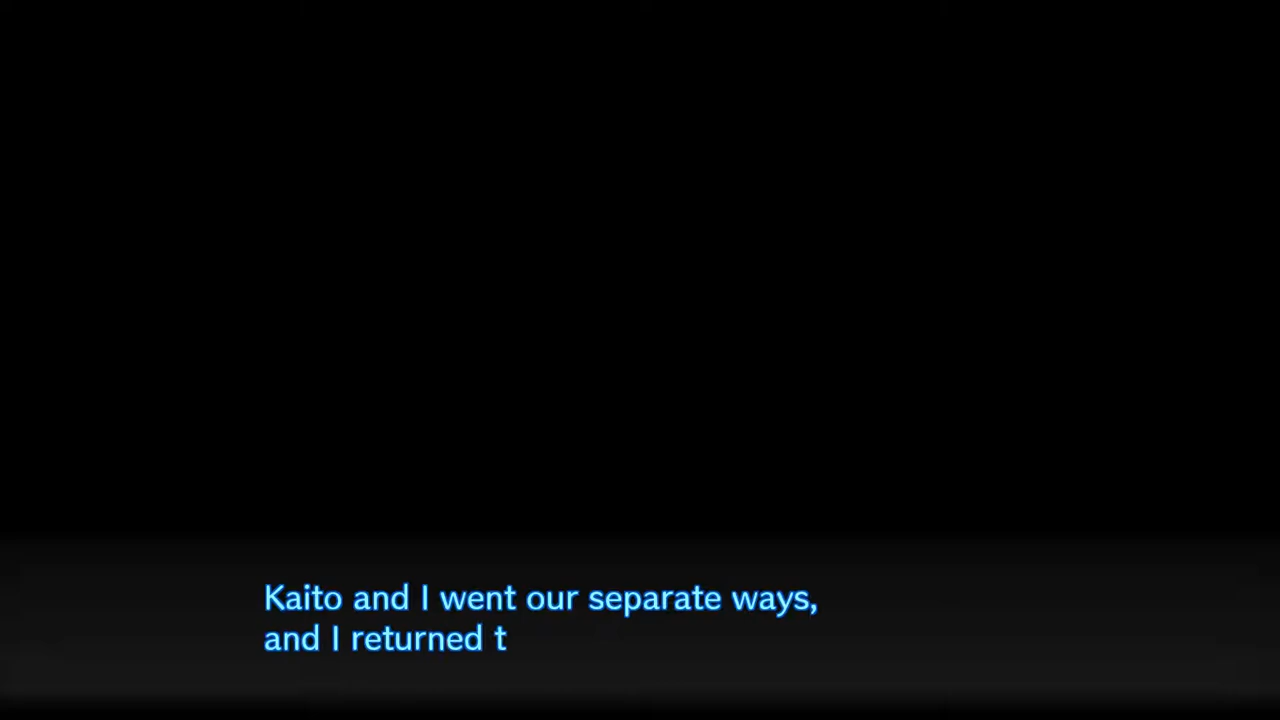 Kaito and I went our separate ways,
and I returned t